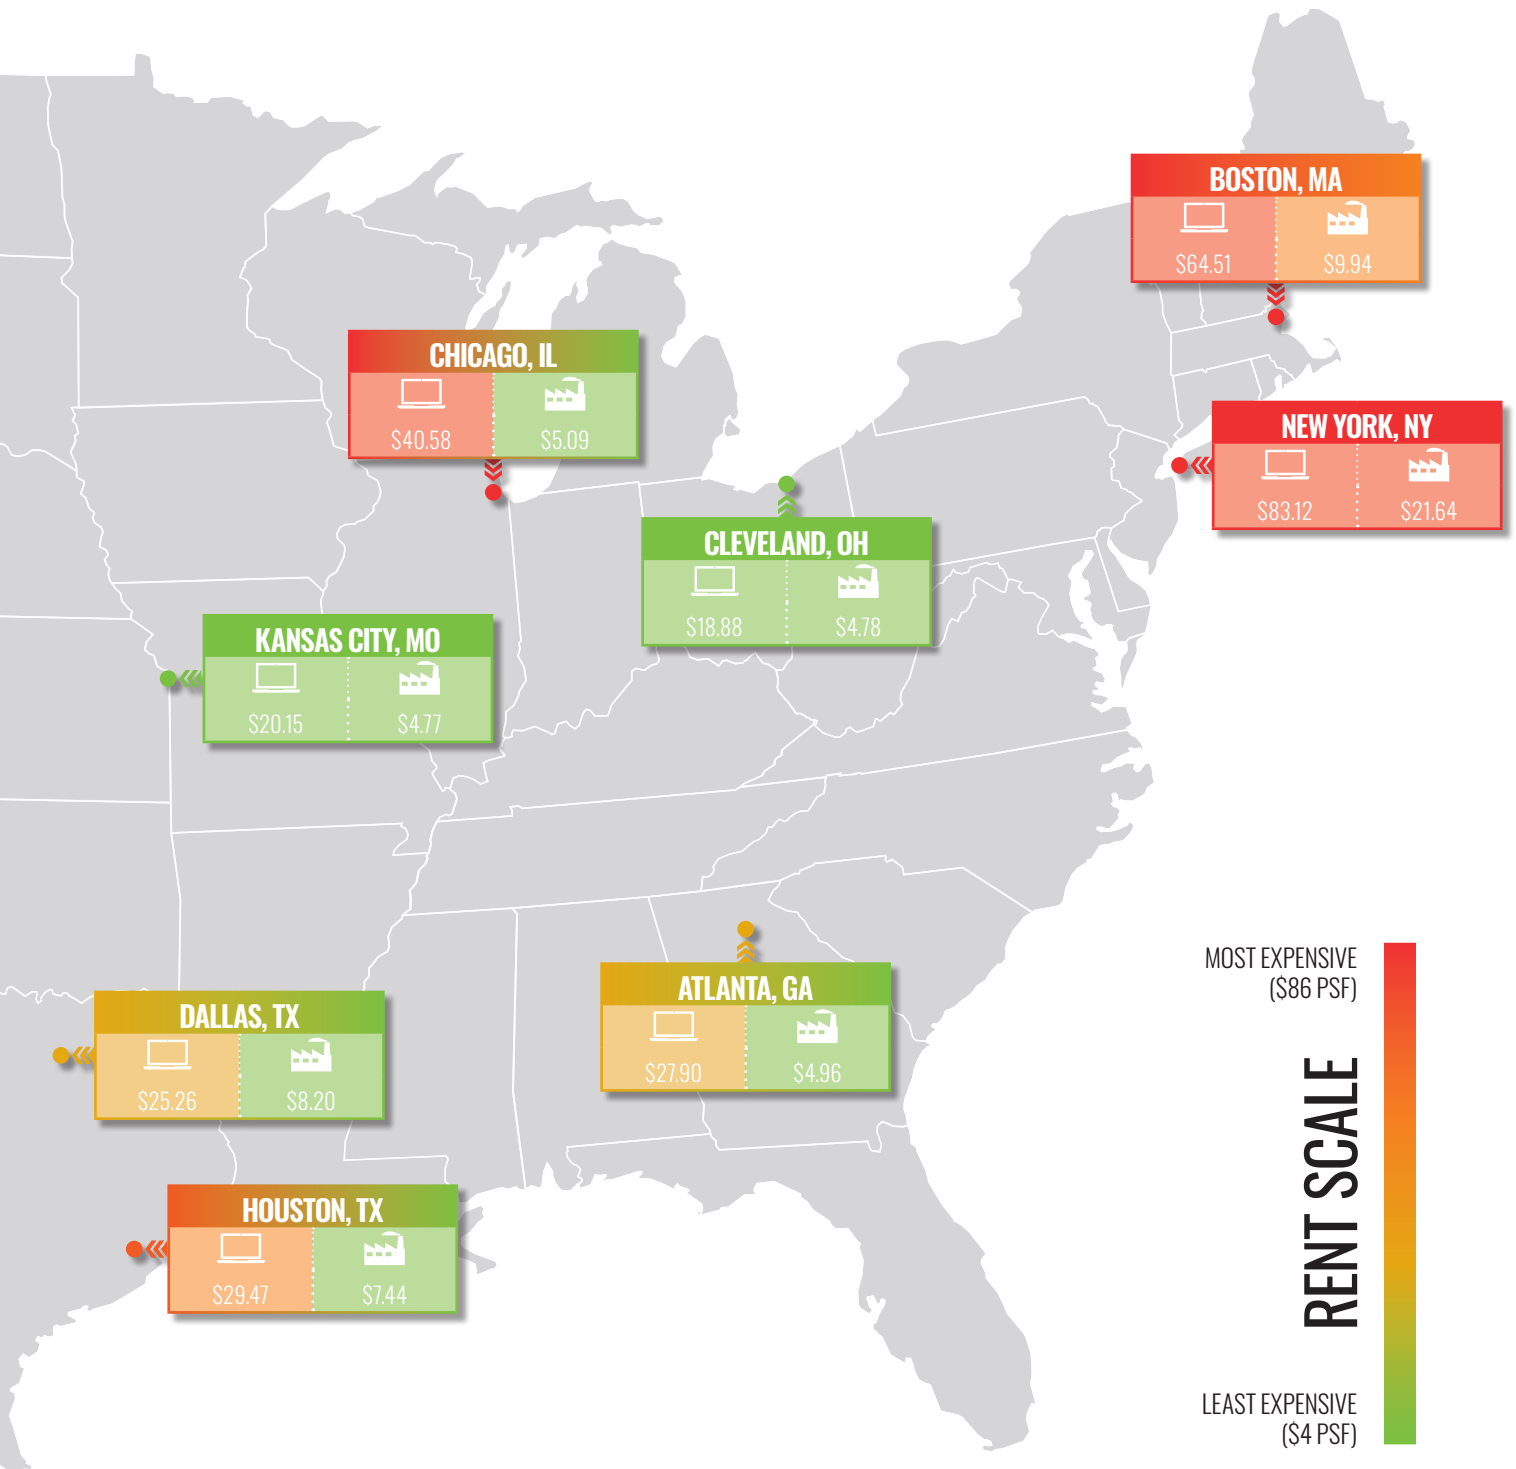 BOSTON, MA
$64.51 $9.94
CHICAGO, IL
$40.58 $5.09
NEW YORK, NY
$83.12 $21.64
CLEVELAND, OH
$18.88 $4.78
KANSAS CITY, MO
$20.15 $4.77
ATLANTA, GA
$27.90 $4.96
DALLAS, TX
$25.26 $8.20
HOUSTON, TX
$29.47 $7.44
MOST EXPENSIVE
($86 PSF)
RENT SCALE
LEAST EXPENSIVE
($4 PSF)